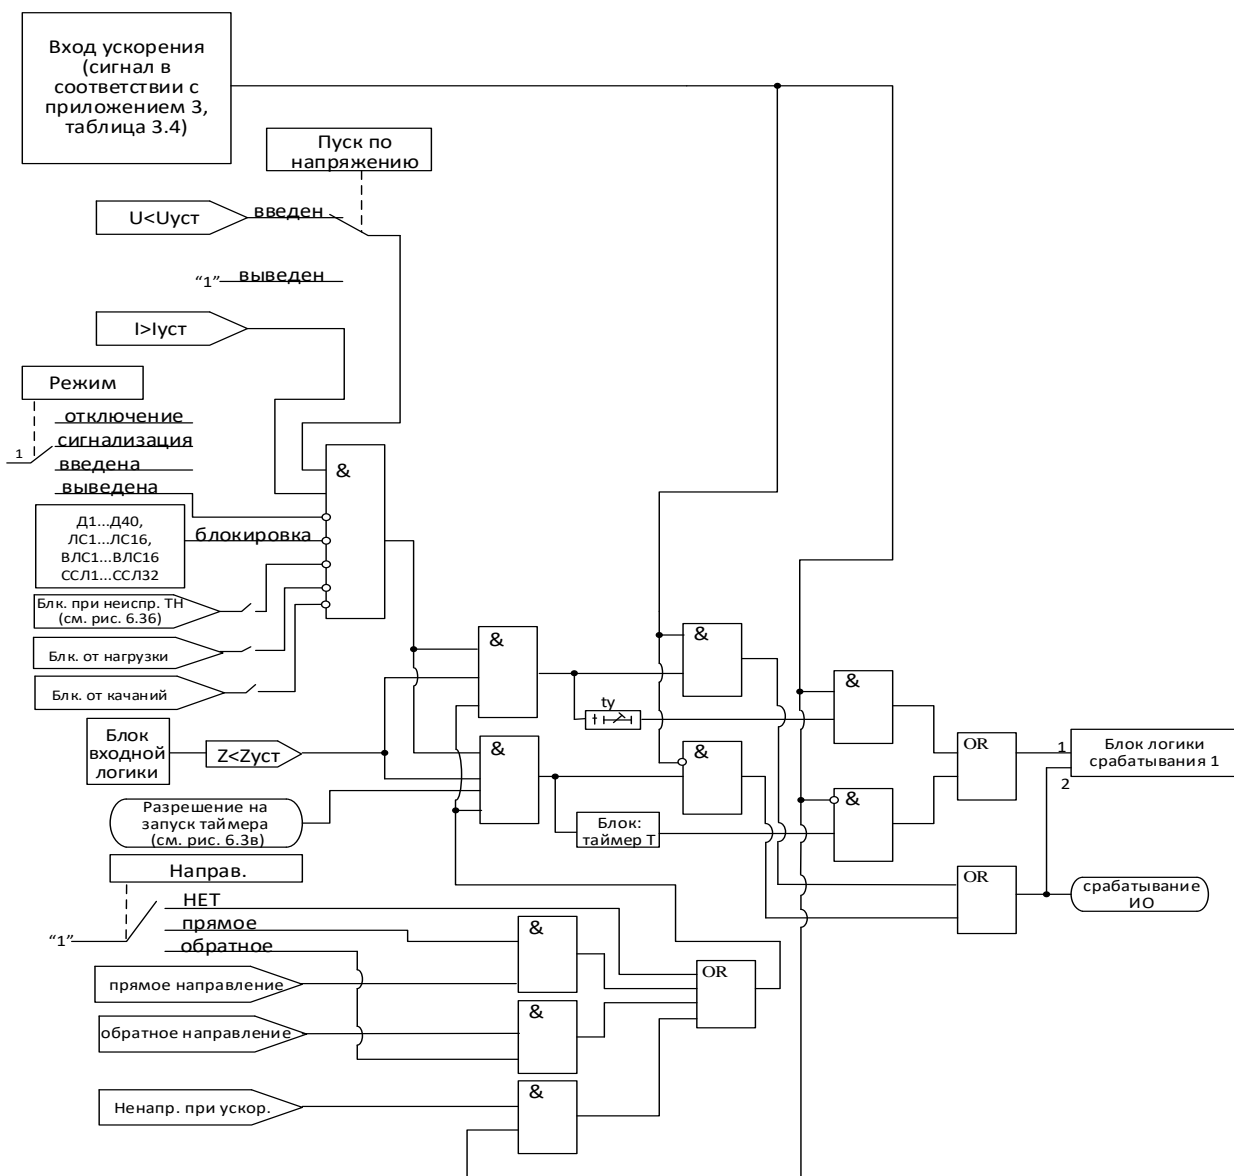 Вход ускорения
(сигнал в
соответствии с
приложением 3,
таблица 3.4)
Пуск по
напряжению
U<Uуст
введен
“1”
выведен
I>Iуст
Режим
отключение
сигнализация
1
введена
выведена
&
Д1...Д40,
ЛС1...ЛС16,
ВЛС1...ВЛС16
ССЛ1...ССЛ32
блокировка
Блк. при неиспр. ТН
(см. рис. 6.3б)
Блк. от нагрузки
Блк. от качаний
&
&
&
tу
Блок
входной
логики
Z<Zуст
&
&
OR
1
2
Блок логики
срабатывания 1
Разрешение на
запуск таймера
(см. рис. 6.3в)
Блок:
таймер Т
&
Направ.
OR
срабатывание
ИО
НЕТ
прямое
“1”
обратное
&
прямое направление
OR
обратное направление
&
Ненапр. при ускор.
&